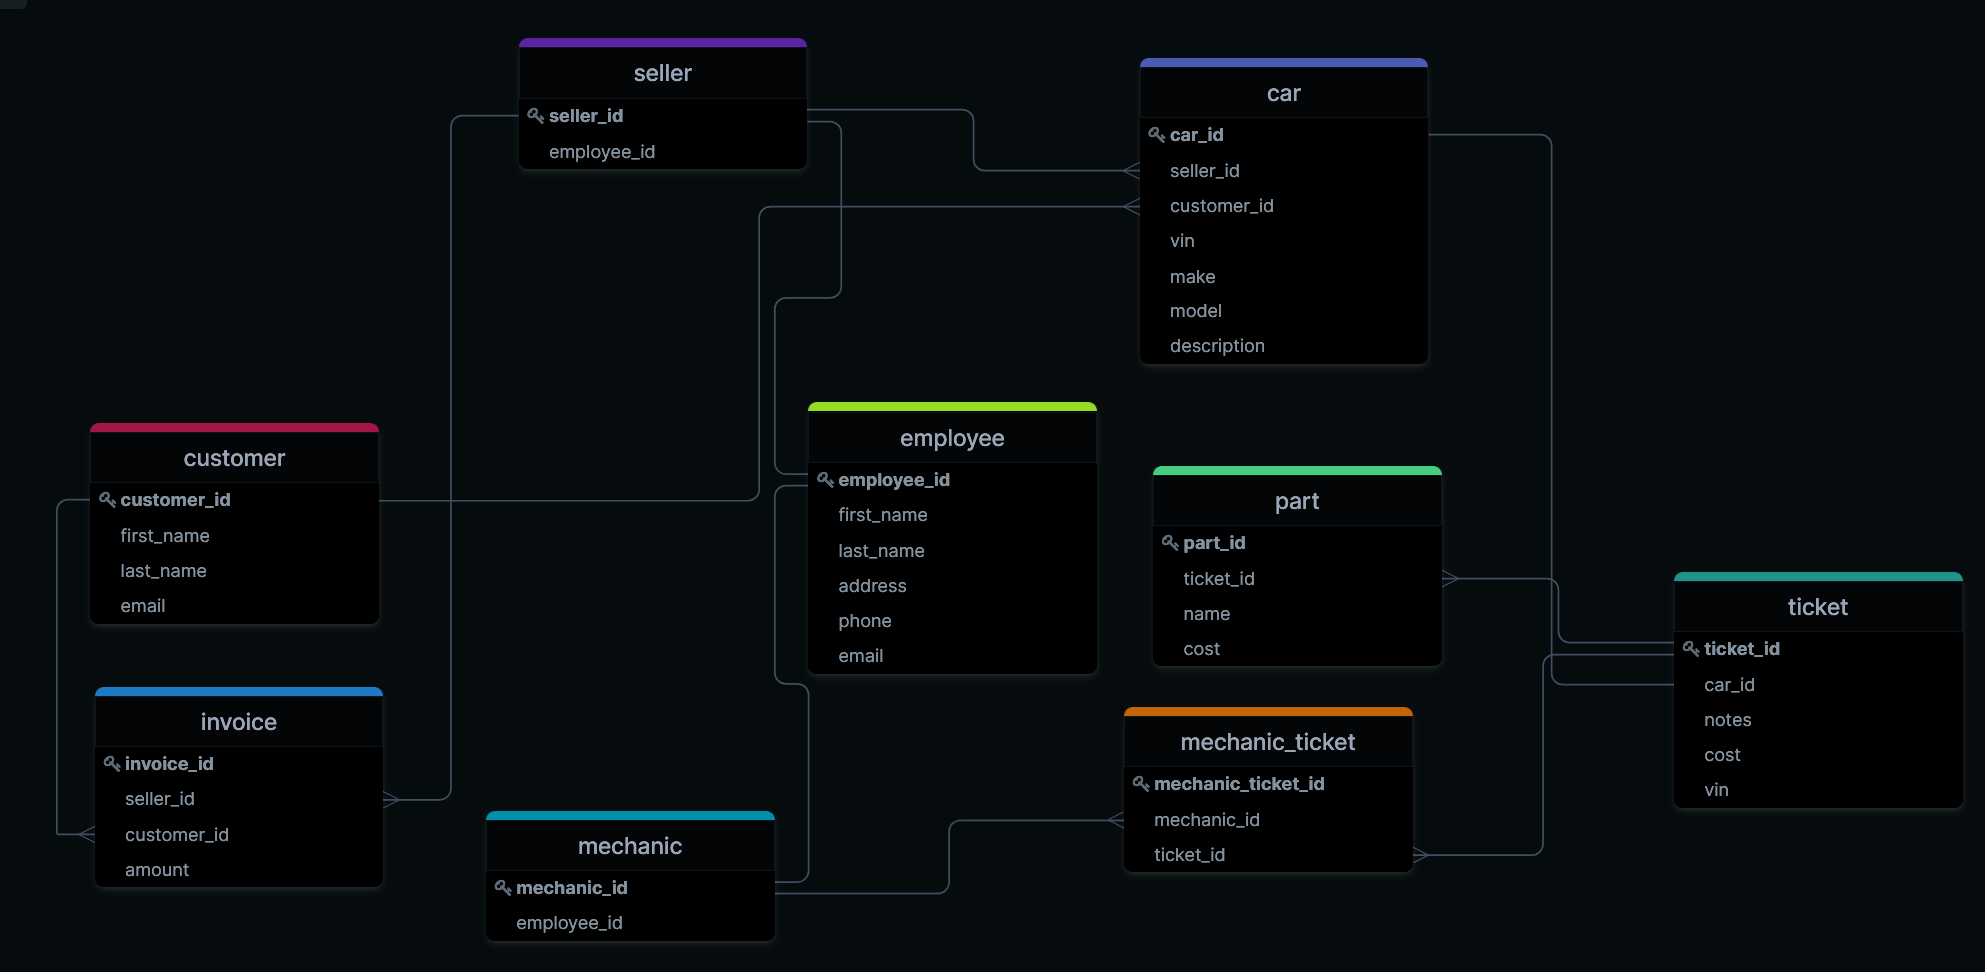 seller
seller_id
employee_id
car
car_id
seller_id
customer_id
vin
make
model
description
customer
customer_id
first_name
last_name
email
employee
employee_id
first_name
last_name
address
phone
email
part
part_id
ticket_id
name
cost
ticket
ticket_id
car_id
notes
cost
vin
invoice
invoice_id
seller_id
customer_id
amount
mechanic
mechanic_id
employee_id
mechanic_ticket
mechanic_ticket_id
mechanic_id
ticket_id